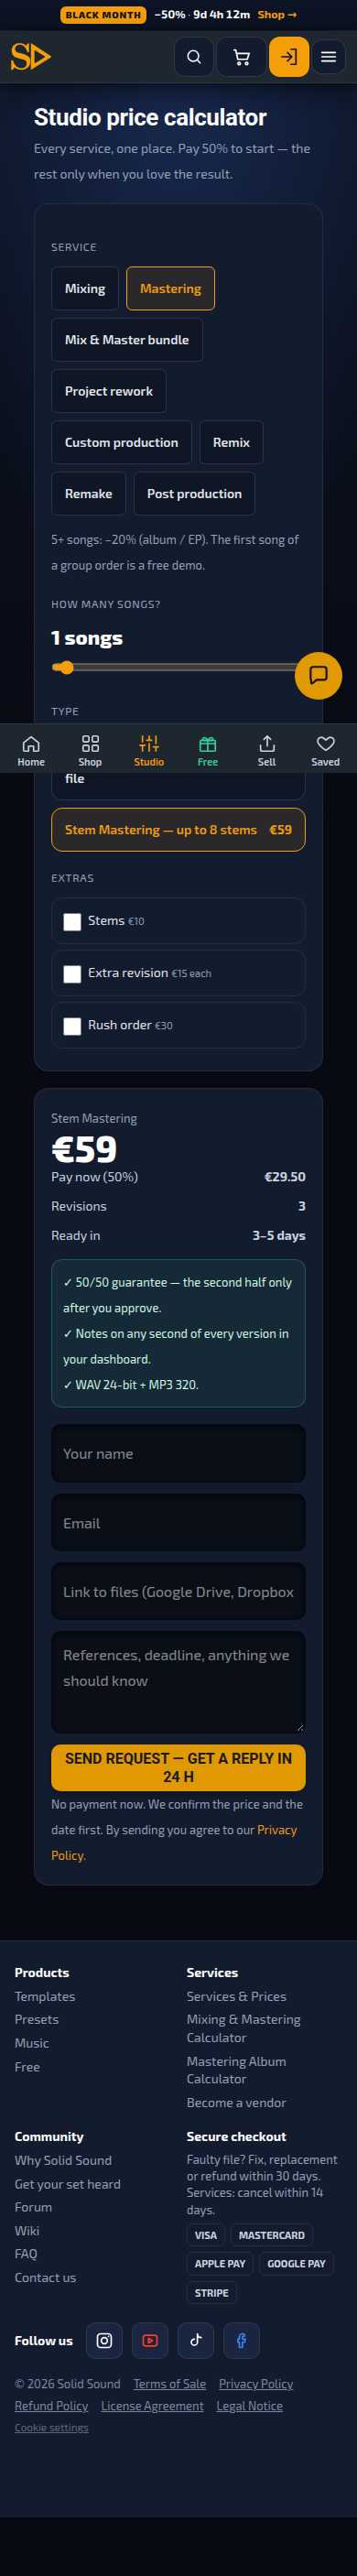 BLACK MONTH −50% · 9d 4h 12m Shop →
Studio price calculator
Every service, one place. Pay 50% to start — the
rest only when you love the result.
SERVICE
Mixing Mastering
Mix & Master bundle
Project rework
Custom production Remix
Remake Post production
5+ songs: −20% (album / EP). The first song of
a group order is a free demo.
HOW MANY SONGS?
1 songs
TYPE
Home Shop Studio Free Sell Saved
file
Stem Mastering — up to 8 stems €59
EXTRAS
Stems €10
Extra revision €15 each
Rush order €30
Stem Mastering
€59
Pay now (50%) €29.50
Revisions 3
Ready in 3–5 days
✓ 50/50 guarantee — the second half only
after you approve.
✓ Notes on any second of every version in
your dashboard.
✓ WAV 24-bit + MP3 320.
Your name
Email
Link to files (Google Drive, Dropbox
References, deadline, anything we
should know
SEND REQUEST — GET A REPLY IN
24 H
No payment now. We confirm the price and the
date first. By sending you agree to our Privacy
Policy.
Products
Templates
Presets
Music
Free
Services
Services & Prices
Mixing & Mastering
Calculator
Mastering Album
Calculator
Become a vendor
Community
Why Solid Sound
Get your set heard
Forum
Wiki
FAQ
Contact us
Secure checkout
Faulty file? Fix, replacement
or refund within 30 days.
Services: cancel within 14
days.
VISA MASTERCARD
APPLE PAY GOOGLE PAY
STRIPE
Follow us
© 2026 Solid Sound Terms of Sale Privacy Policy
Refund Policy License Agreement Legal Notice
Cookie settings